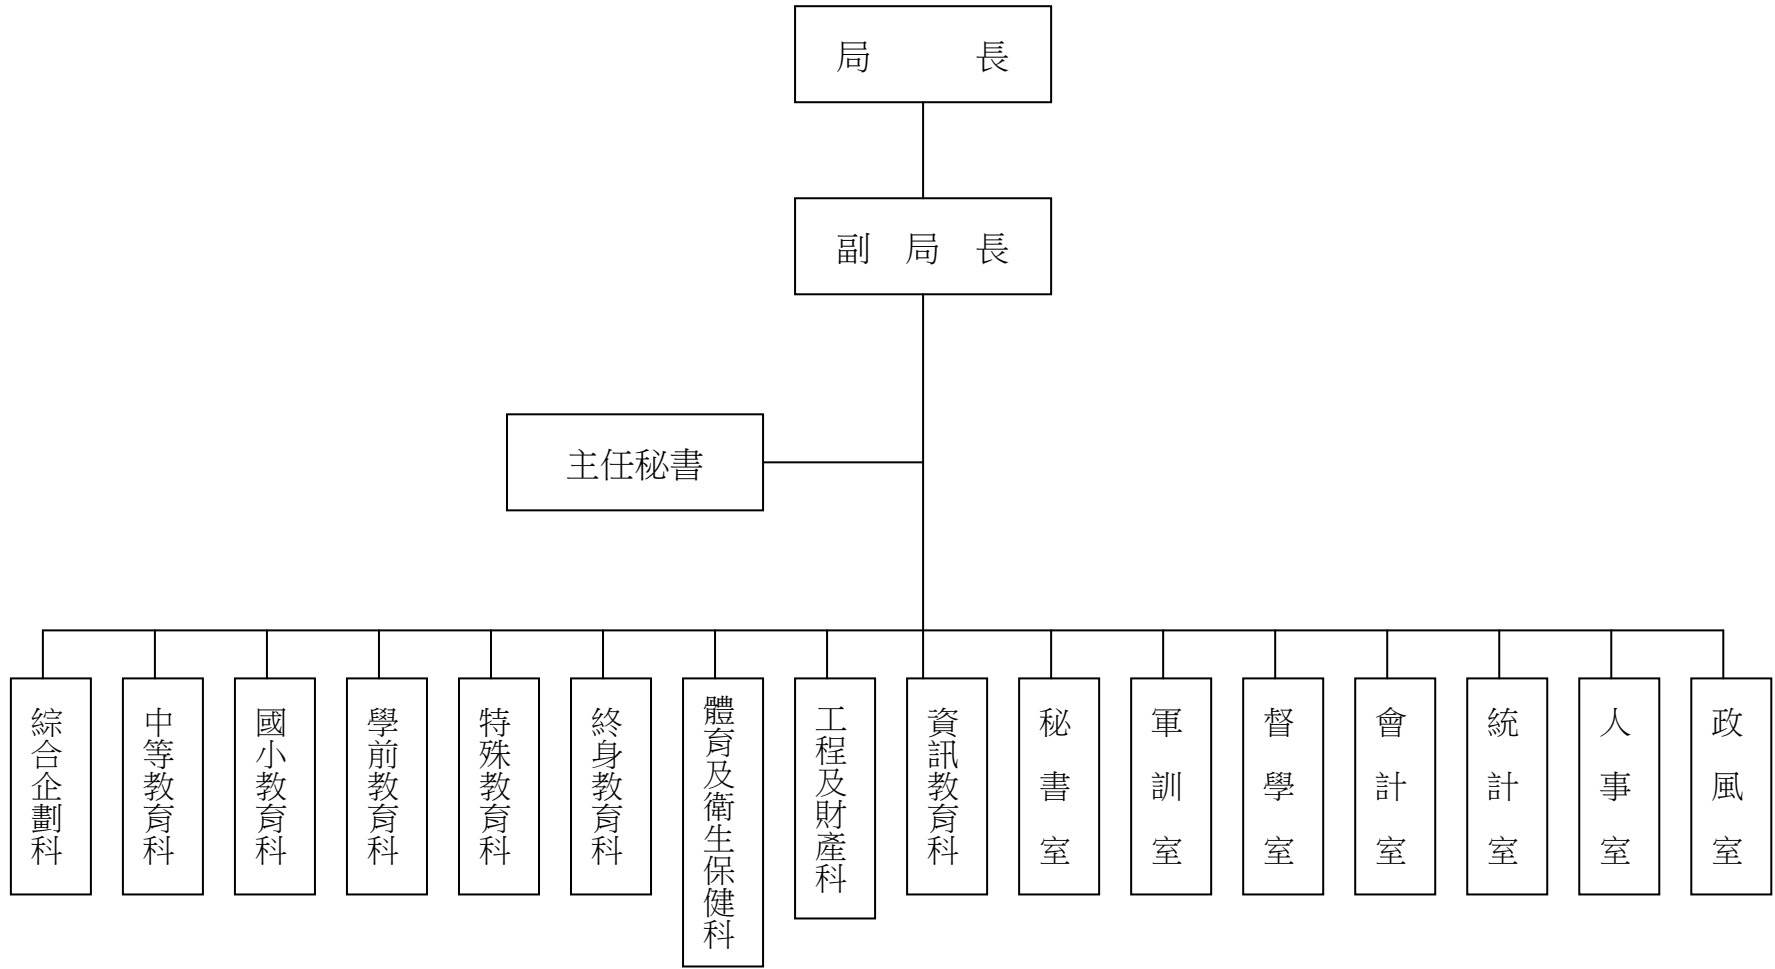 局長
副局長
主任秘書
綜合企劃科
中等教育科
國小教育科
學前教育科
特殊教育科
終身教育科
體育及衛生保健科
工程及財產科
資訊教育科
秘書室
軍訓室
督學室
會計室
統計室
人事室
政風室